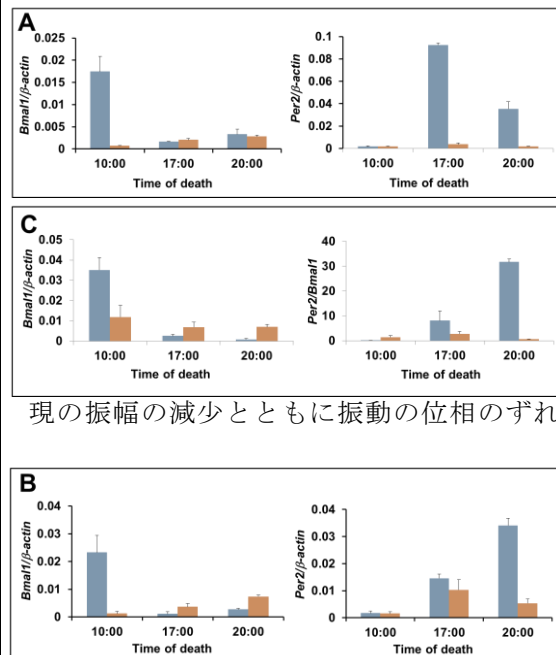 A
0.025
0.02
0.015
0.01
0.005
0
Bmal1/β-actin
10:00 17:00 20:00
Time of death
0.1
0.08
0.06
0.04
0.02
0
Per2/β-actin
10:00 17:00 20:00
Time of death
C
0.05
0.04
0.03
0.02
0.01
0
Bmal1/β-actin
10:00 17:00 20:00
Time of death
40
30
20
10
0
Per2/Bmal1
10:00 17:00 20:00
Time of death
現の振幅の減少とともに振動の位相のずれ
B
0.04
0.03
0.02
0.01
0
Bmal1/β-actin
10:00 17:00 20:00
Time of death
0.04
0.03
0.02
0.01
0
Per2/β-actin
10:00 17:00 20:00
Time of death